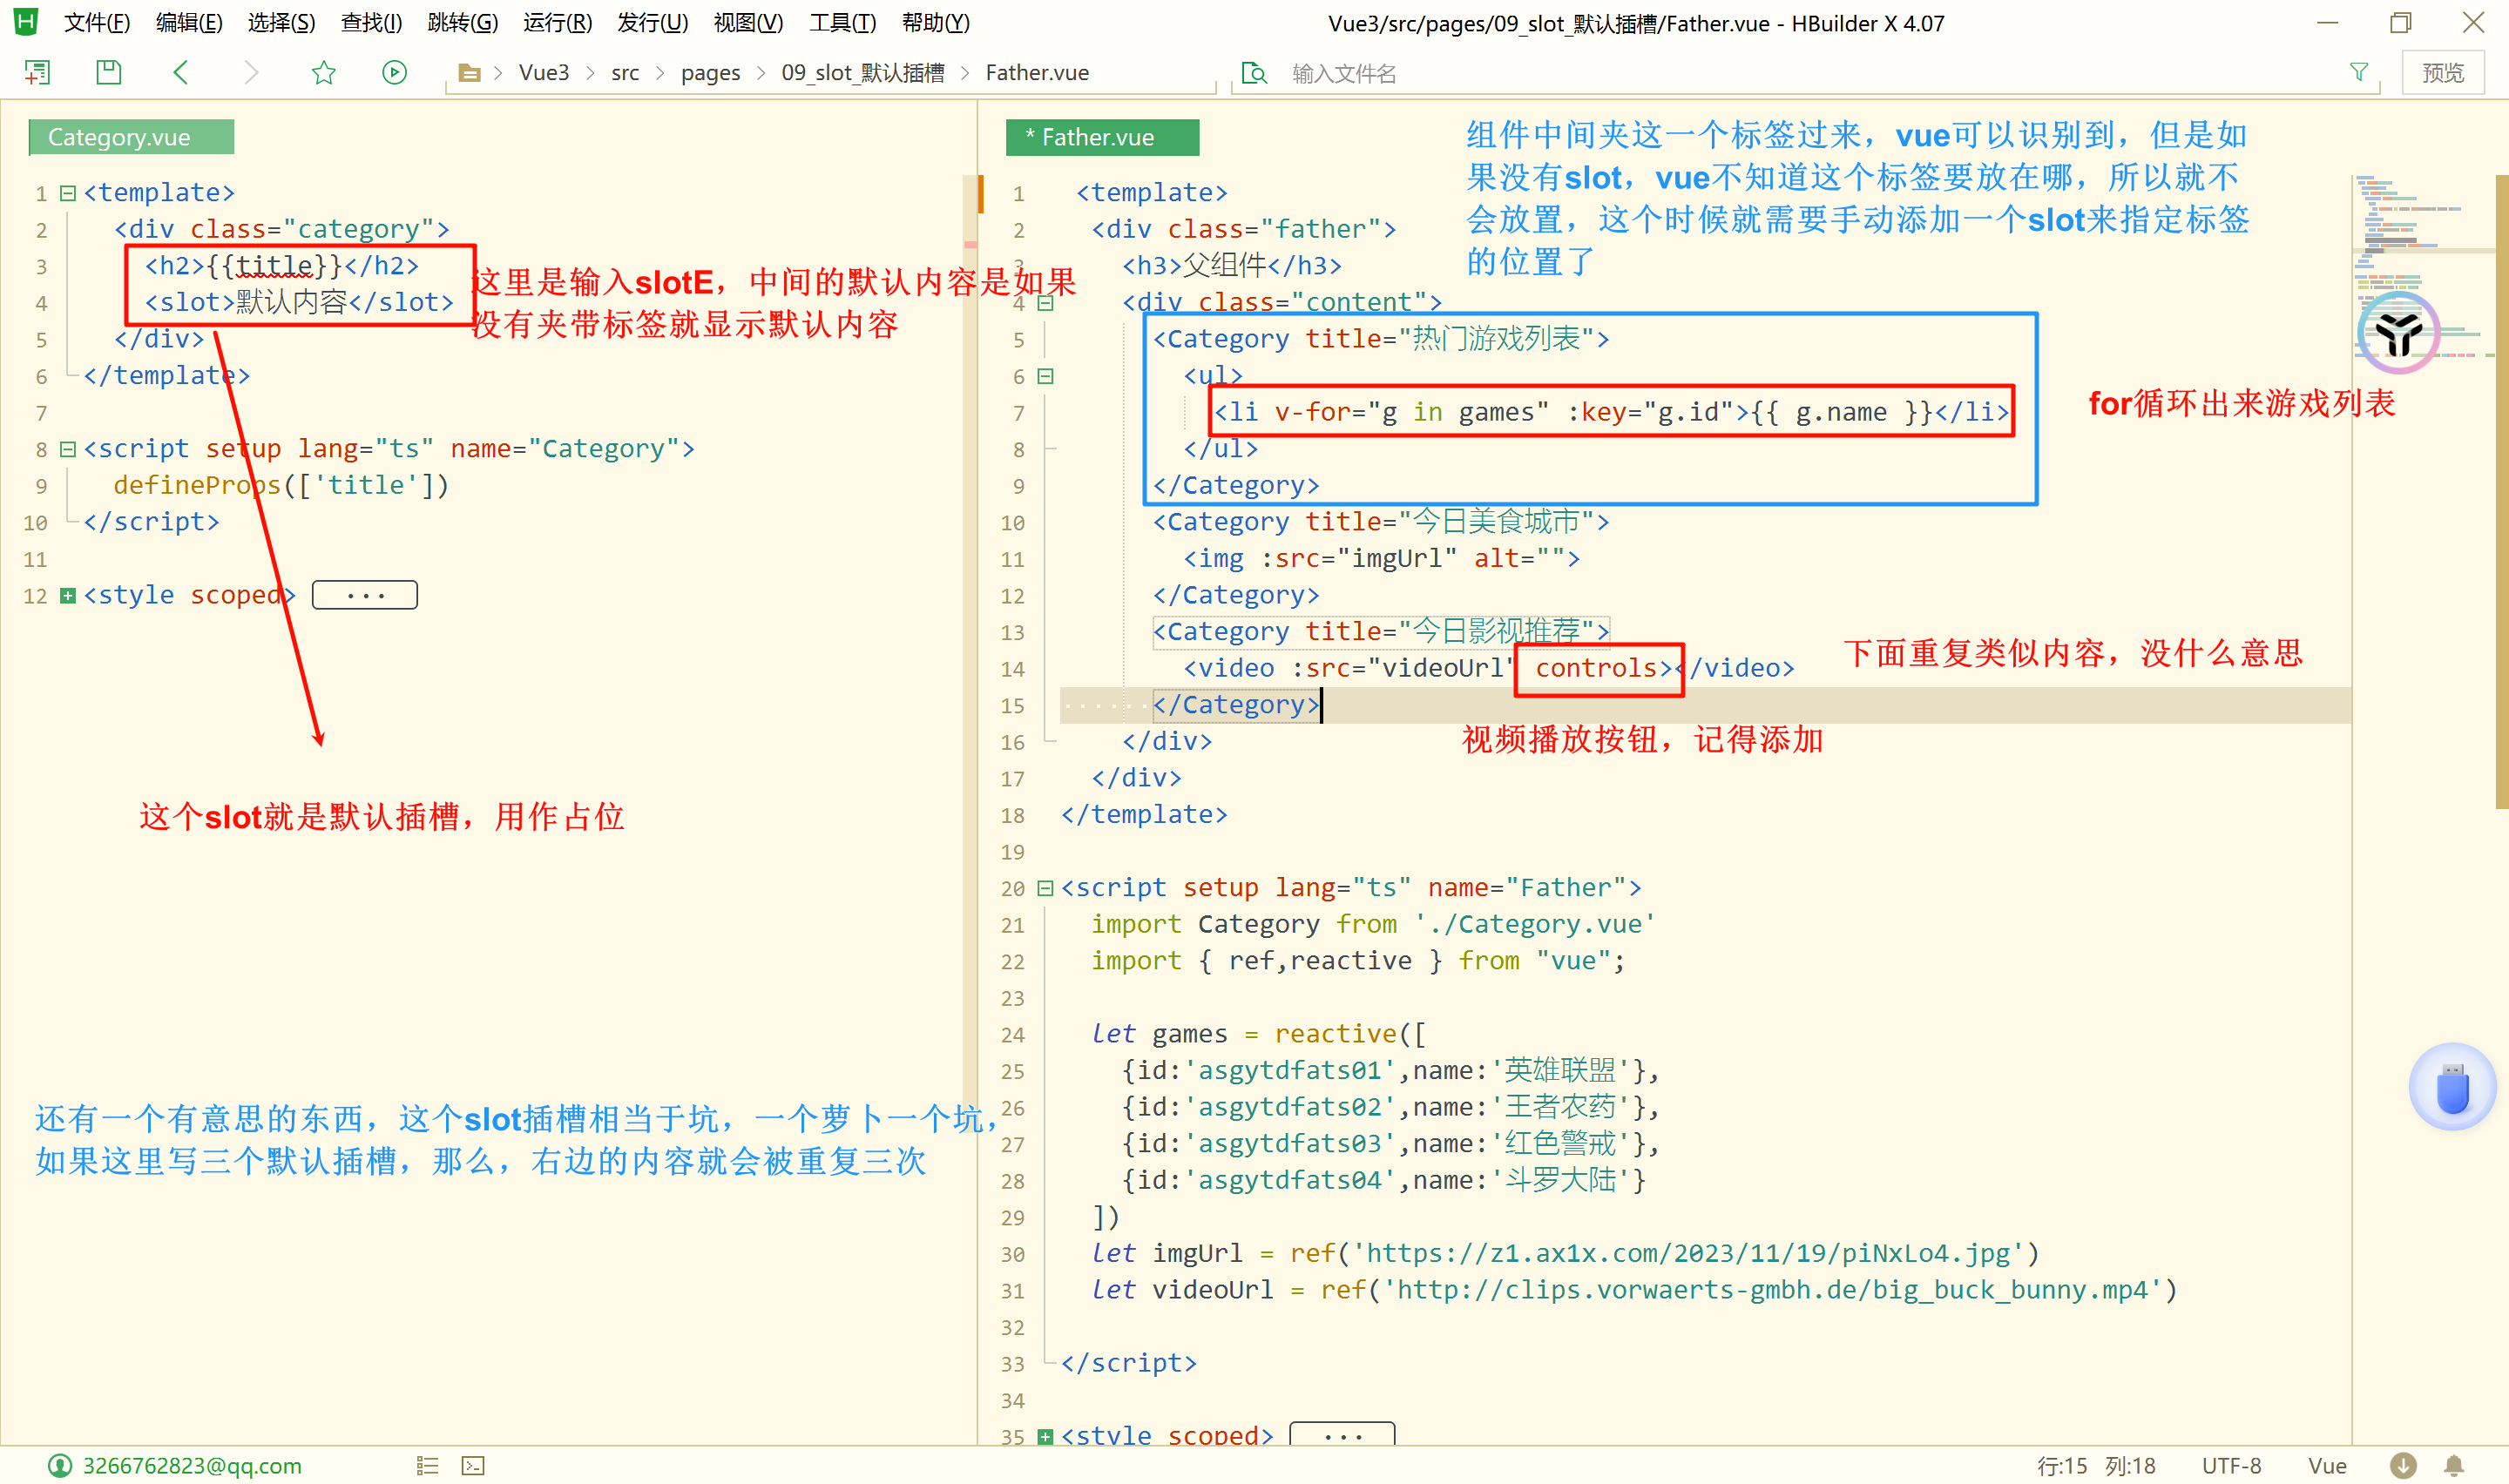 文件(F) 编辑(E) 选择(S) 查找(I) 跳转(G) 运行(R) 发行(U) 视图(V) 工具(T) 帮助(Y)
Vue3/src/pages/09_slot_默认插槽/Father.vue - HBuilder X 4.07
Vue3 > src > pages > 09_slot_默认插槽 > Father.vue
输入文件名
预览
Category.vue
1 <template>
2 <div class="category">
3 <h2>{{title}}</h2>
4 <slot>默认内容</slot>
5 </div>
6 </template>
7
8 <script setup lang="ts" name="Category">
9 defineProps(['title'])
10 </script>
11
12 <style scoped> ...
这里是输入slotE，中间的默认内容是如果
没有夹带标签就显示默认内容
这个slot就是默认插槽，用作占位
还有一个有意思的东西，这个slot插槽相当于坑，一个萝卜一个坑，
如果这里写三个默认插槽，那么，右边的内容就会被重复三次
* Father.vue
组件中间夹这一个标签过来，vue可以识别到，但是如
果没有slot，vue不知道这个标签要放在哪，所以就不
会放置，这个时候就需要手动添加一个slot来指定标签
的位置了
1 <template>
2 <div class="father">
3 <h3>父组件</h3>
4 <div class="content">
5 <Category title="热门游戏列表">
6 <ul>
7 <li v-for="g in games" :key="g.id">{{ g.name }}</li>
for循环出来游戏列表
8 </ul>
9 </Category>
10 <Category title="今日美食城市">
11 <img :src="imgUrl" alt="">
12 </Category>
13 <Category title="今日影视推荐">
14 <video :src="videoUrl" controls></video>
下面重复类似内容，没什么意思
15 </Category>
16 </div>
视频播放按钮，记得添加
17 </div>
18 </template>
19
20 <script setup lang="ts" name="Father">
21 import Category from './Category.vue'
22 import { ref,reactive } from "vue";
23
24 let games = reactive([
25 {id:'asgytdfats01',name:'英雄联盟'},
26 {id:'asgytdfats02',name:'王者农药'},
27 {id:'asgytdfats03',name:'红色警戒'},
28 {id:'asgytdfats04',name:'斗罗大陆'}
29 ])
30 let imgUrl = ref('https://z1.ax1x.com/2023/11/19/piNxLo4.jpg')
31 let videoUrl = ref('http://clips.vorwaerts-gmbh.de/big_buck_bunny.mp4')
32
33 </script>
34
35 <style scoped> ...
3266762823@qq.com
行:15 列:18 UTF-8 Vue